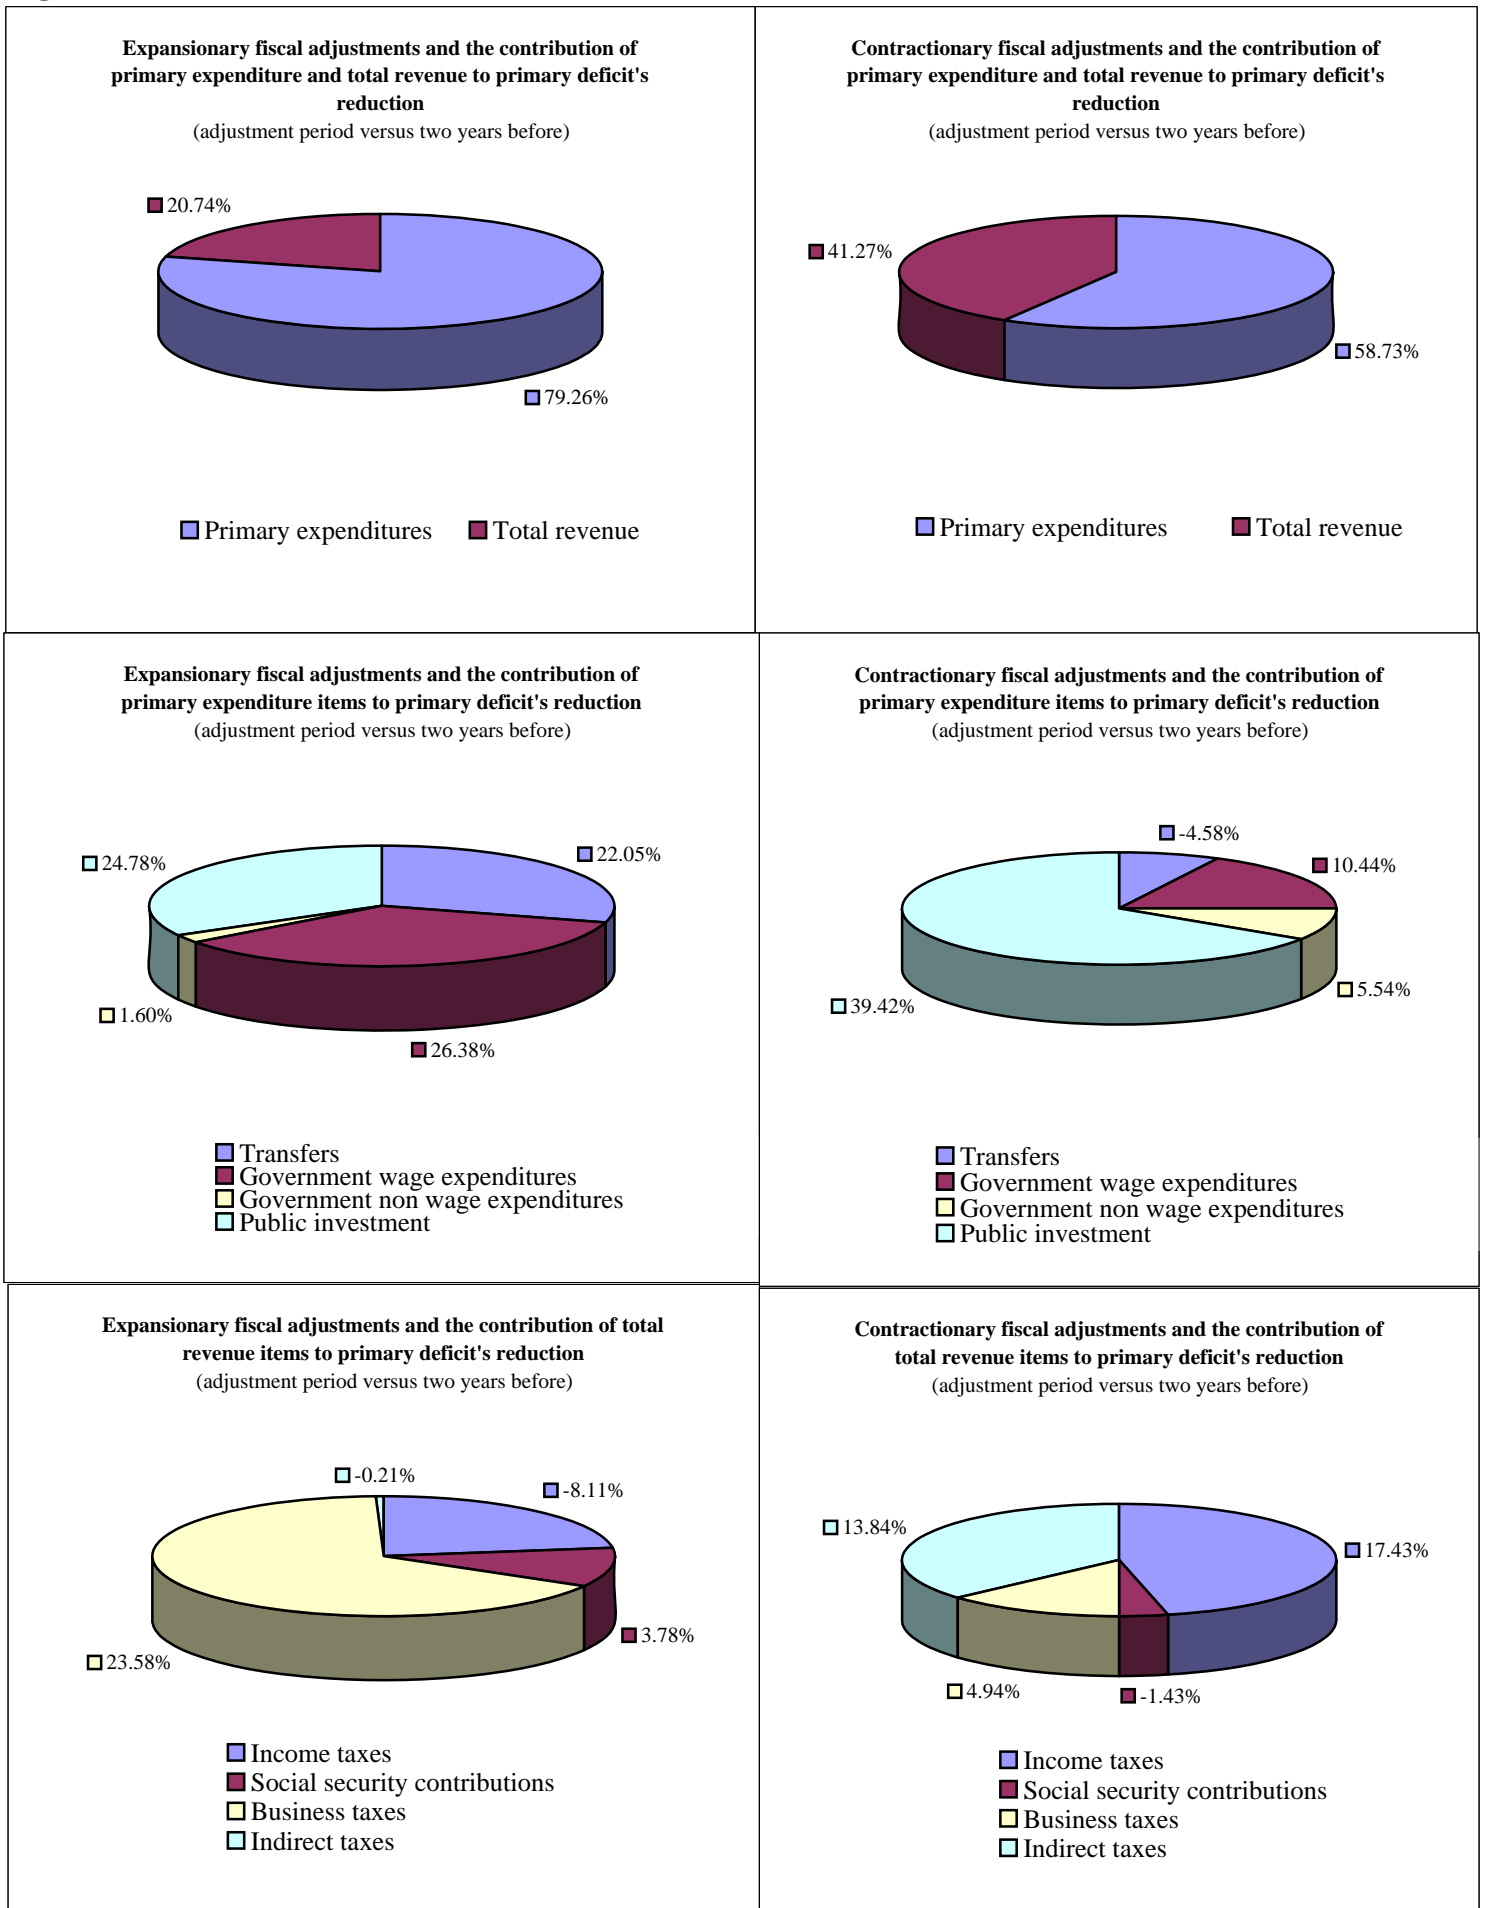 Expansionary fiscal adjustments and the contribution of
primary expenditure and total revenue to primary deficit's
reduction
(adjustment period versus two years before)
20.74%
79.26%
Primary expenditures
Total revenue
Contractionary fiscal adjustments and the contribution of
primary expenditure and total revenue to primary deficit's
reduction
(adjustment period versus two years before)
41.27%
58.73%
Primary expenditures
Total revenue
Expansionary fiscal adjustments and the contribution of
primary expenditure items to primary deficit's reduction
(adjustment period versus two years before)
24.78%
22.05%
1.60%
26.38%
Transfers
Government wage expenditures
Government non wage expenditures
Public investment
Contractionary fiscal adjustments and the contribution of
primary expenditure items to primary deficit's reduction
(adjustment period versus two years before)
-4.58%
10.44%
39.42%
5.54%
Transfers
Government wage expenditures
Government non wage expenditures
Public investment
Expansionary fiscal adjustments and the contribution of total
revenue items to primary deficit's reduction
(adjustment period versus two years before)
-0.21%
-8.11%
23.58%
3.78%
Income taxes
Social security contributions
Business taxes
Indirect taxes
Contractionary fiscal adjustments and the contribution of
total revenue items to primary deficit's reduction
(adjustment period versus two years before)
13.84%
17.43%
4.94%
-1.43%
Income taxes
Social security contributions
Business taxes
Indirect taxes